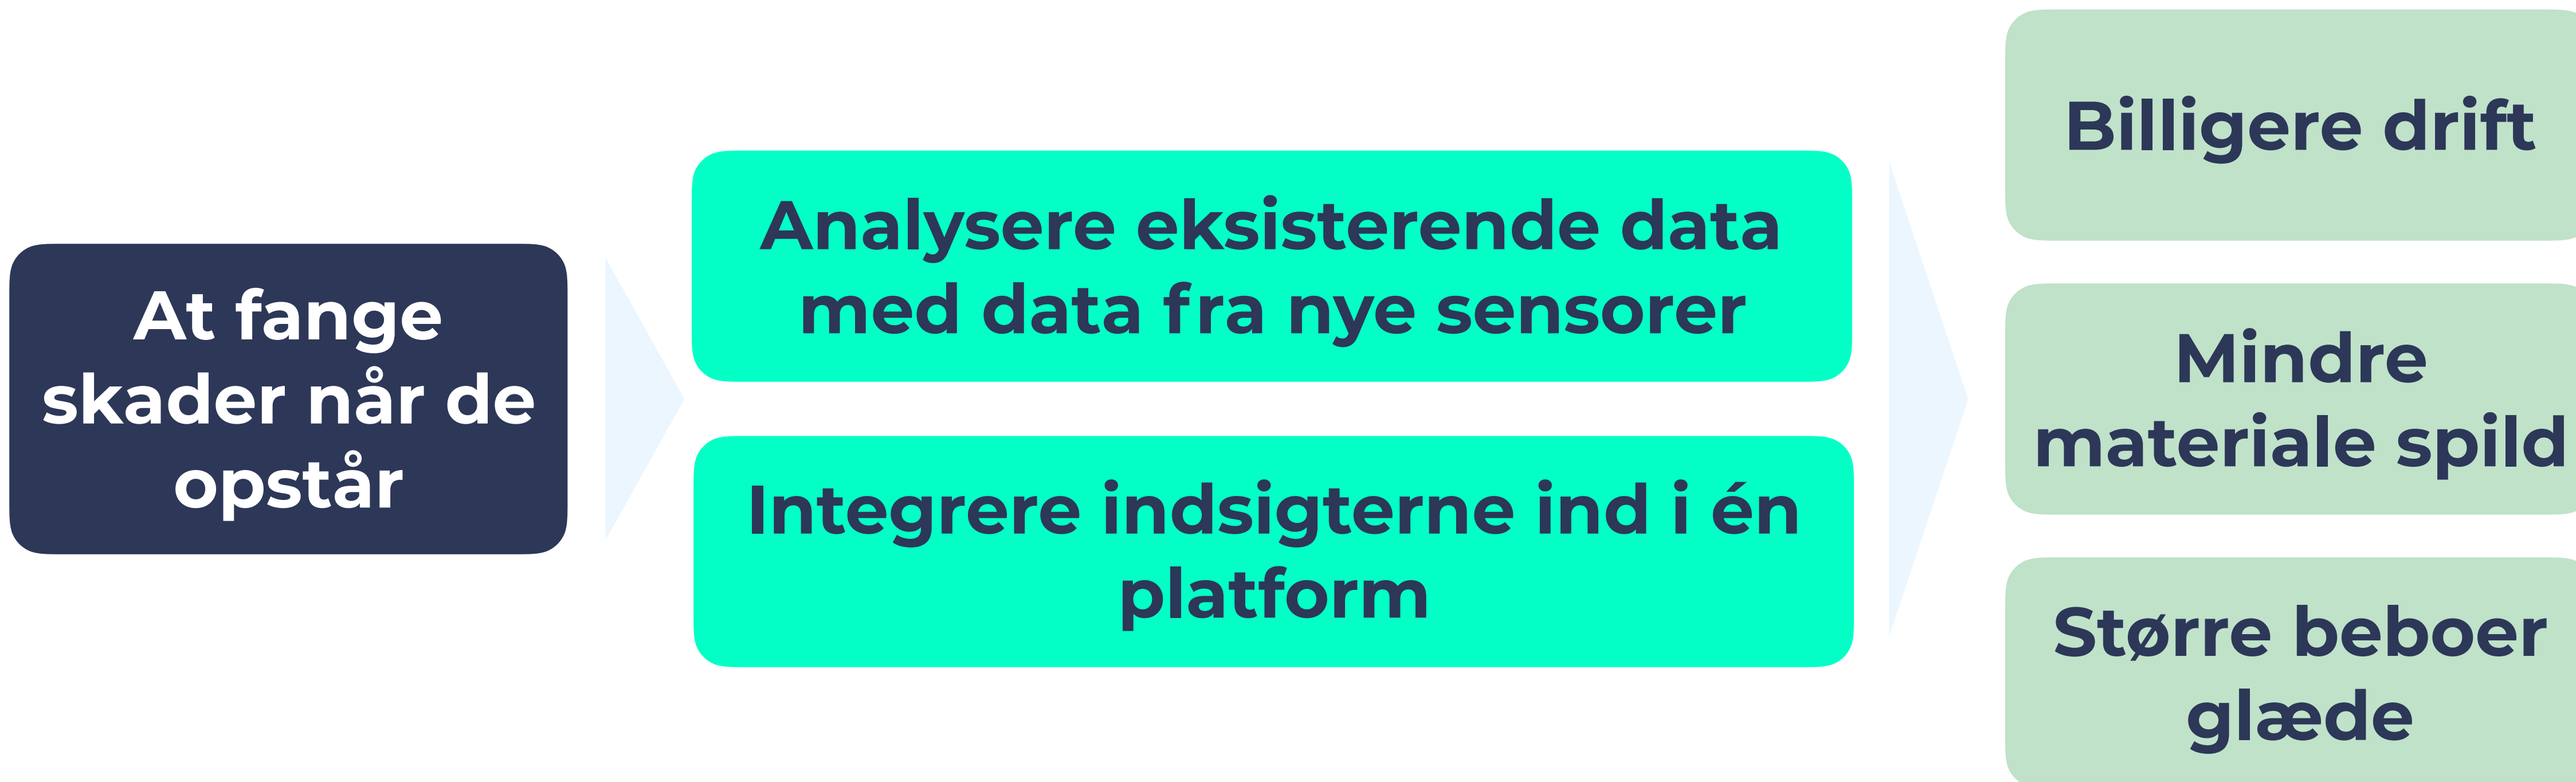 At fange
skader når de
opstår
Analysere eksisterende data
med data fra nye sensorer
Integrere indsigterne ind i én
platform
Billigere drift
Mindre
materiale spild
Større beboer
glæde